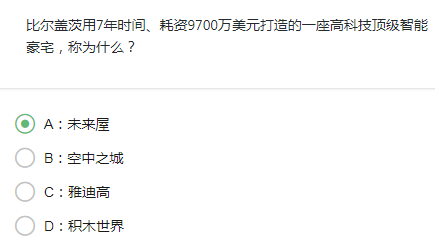 比尔盖茨用7年时间、耗资9700万美元打造的一座高科技顶级智能
豪宅，称为什么？
A：未来屋
B：空中之城
C：雅迪高
D：积木世界